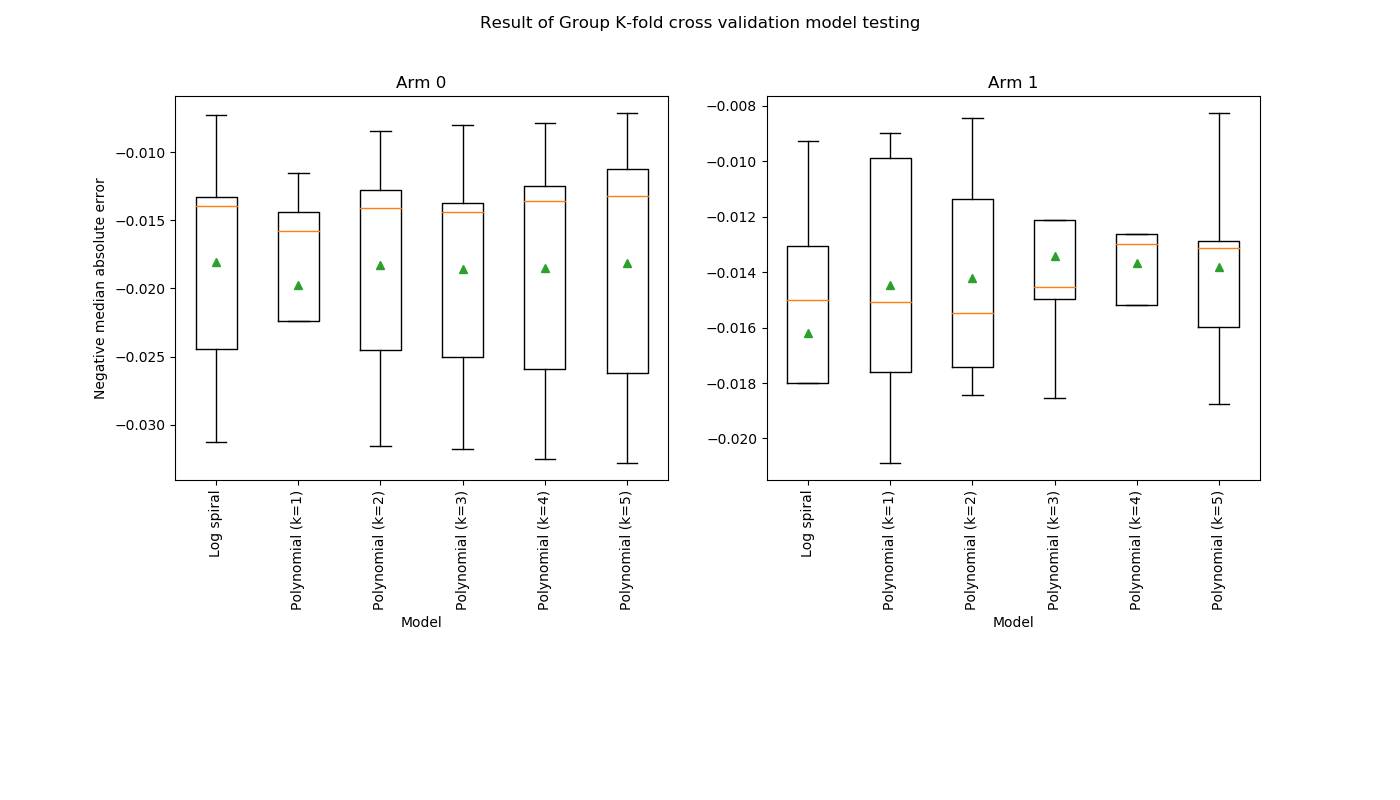 Result of Group K-fold cross validation model testing
Arm 0
Negative median absolute error
−0.010
−0.015
−0.020
−0.025
−0.030
Log spiral
Polynomial (k=1)
Polynomial (k=2)
Polynomial (k=3)
Polynomial (k=4)
Polynomial (k=5)
Model
Arm 1
−0.008
−0.010
−0.012
−0.014
−0.016
−0.018
−0.020
Log spiral
Polynomial (k=1)
Polynomial (k=2)
Polynomial (k=3)
Polynomial (k=4)
Polynomial (k=5)
Model